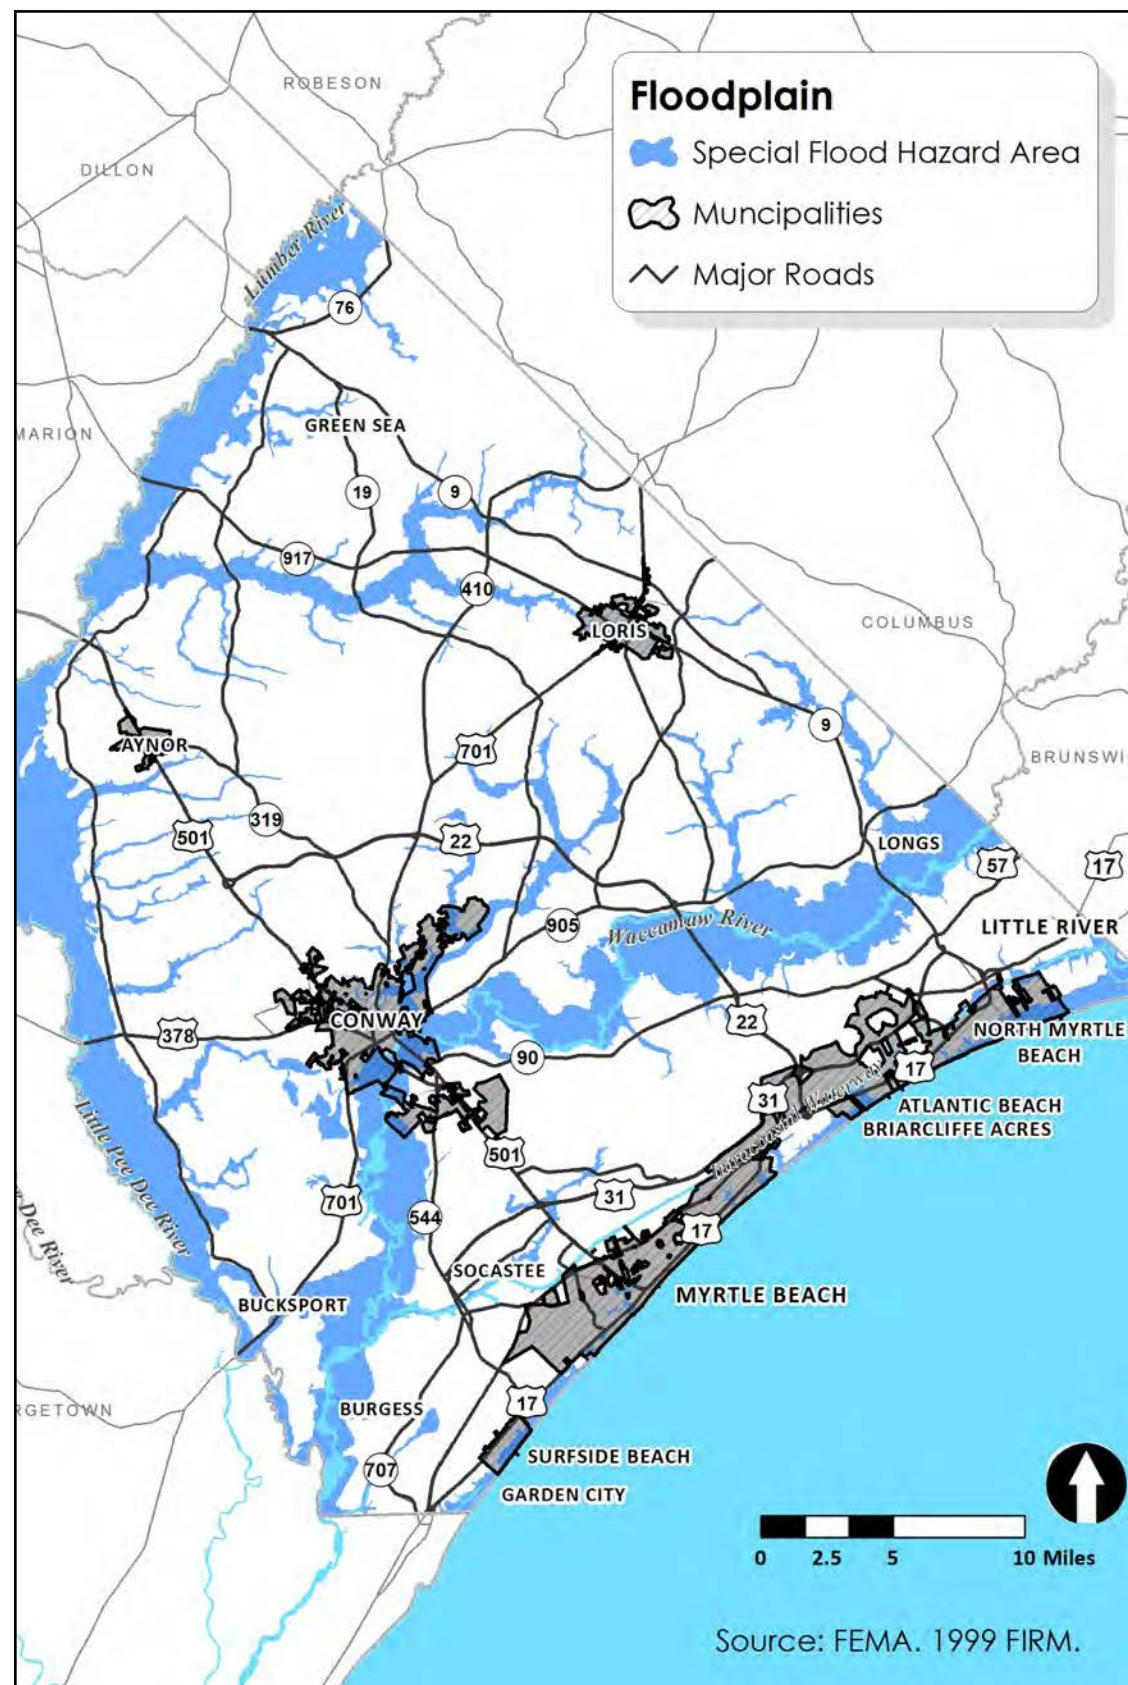 ROBESON
DILLON
Floodplain
Special Flood Hazard Area
Muncipalities
Major Roads
Lumber River
76
MARION
GREEN SEA
19
9
917
410
LORIS
COLUMBUS
AYNOR
701
9
BRUNSWI
319
501
22
LONGS
57
17
905
Waccamaw River
LITTLE RIVER
CONWAY
378
22
NORTH MYRTLE
BEACH
90
17
31
ATLANTIC BEACH
BRIARCLIFFE ACRES
Little Pee Dee River
501
Waterway
31
701
544
17
Dee River
SOCASTEE
MYRTLE BEACH
BUCKSPORT
17
RGETOWN
BURGESS
SURFSIDE BEACH
707
GARDEN CITY
0 2.5 5 10 Miles
Source: FEMA. 1999 FIRM.